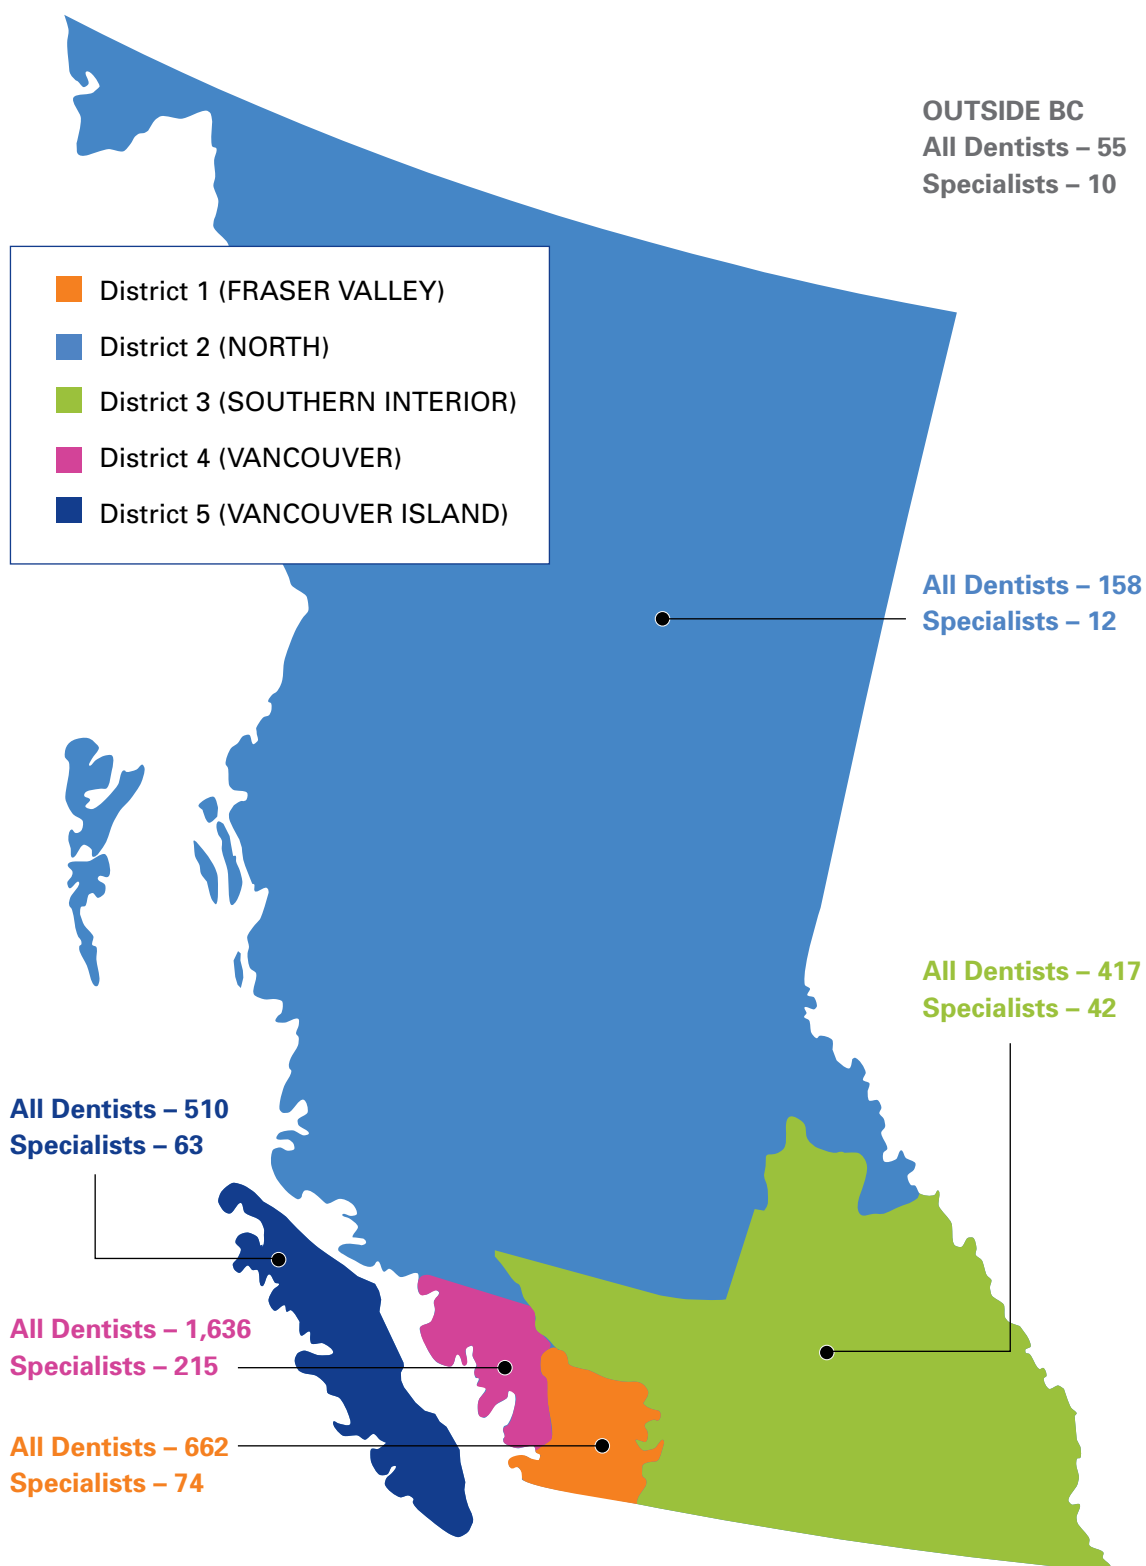 OUTSIDE BC
All Dentists – 55
Specialists – 10
District 1 (FRASER VALLEY)
District 2 (NORTH)
District 3 (SOUTHERN INTERIOR)
District 4 (VANCOUVER)
District 5 (VANCOUVER ISLAND)
All Dentists – 158
Specialists – 12
All Dentists – 417
Specialists – 42
All Dentists – 510
Specialists – 63
All Dentists – 1,636
Specialists – 215
All Dentists – 662
Specialists – 74